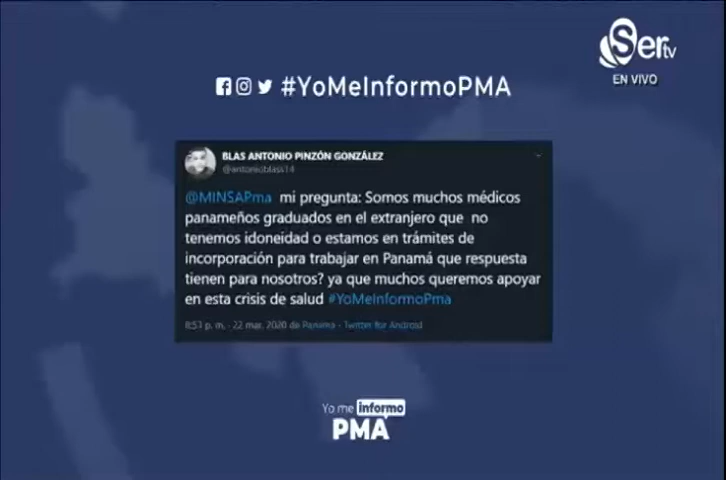 Ser tv
EN VIVO
#YoMeInformoPMA
BLAS ANTONIO PINZÓN GONZÁLEZ
@antonioblass14
@MINSAPma mi pregunta: Somos muchos médicos
panameños graduados en el extranjero que no
tenemos idoneidad o estamos en trámites de
incorporación para trabajar en Panamá que respuesta
tienen para nosotros? ya que muchos queremos apoyar
en esta crisis de salud #YoMeInformoPma
8:53 p. m. · 22 mar. 2020 de Panamá · Twitter for Android
Yo me informo
PMA